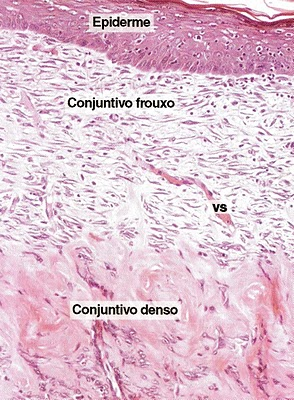 Epiderme
Conjuntivo frouxo
vs
Conjuntivo denso